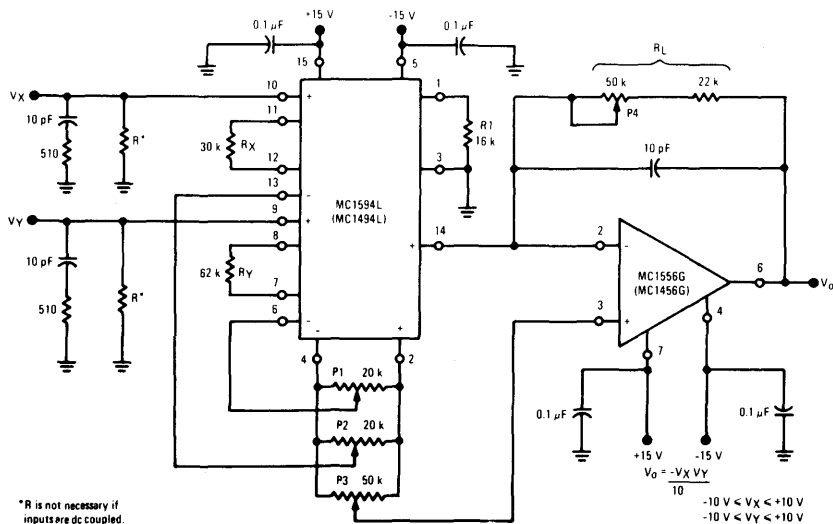 +15 V
-15 V
0.1 µF
0.1 µF
15
5
VX
10
+
1
RL
50 k
22 k
P4
10 pF
510
R*
11
30 k
RX
12
R1
16 k
3
10 pF
13
-
MC1594L
(MC1494L)
VY
9
+
8
14
+
2
-
MC1556G
(MC1456G)
6
Vo
10 pF
510
R*
62 k
RY
7
6
-
3
+
4
7
-
+
4
2
P1
20 k
P2
20 k
P3
50 k
0.1 µF
0.1 µF
+15 V
-15 V
Vo = -VX VY
10
-10 V ≤ VX ≤ +10 V
-10 V ≤ VY ≤ +10 V
*R is not necessary if
inputs are dc coupled.